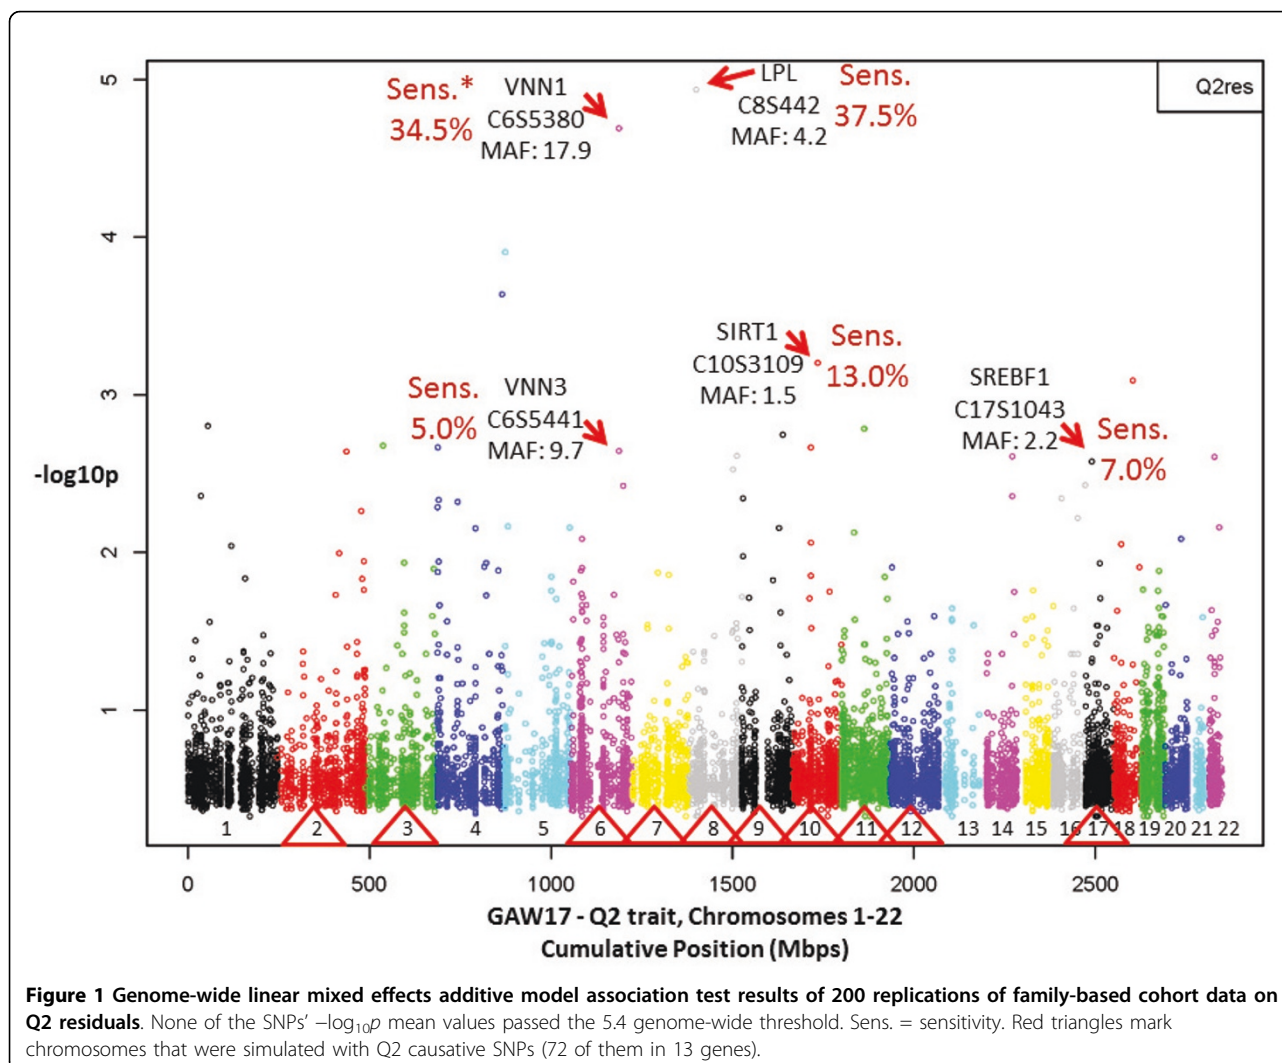 5
4
3
2
1
-log10p
Q2res
Sens.*
34.5%
VNN1
C6S5380
MAF: 17.9
LPL
C8S442
MAF: 4.2
Sens.
37.5%
SIRT1
C10S3109
MAF: 1.5
Sens.
13.0%
Sens.
5.0%
VNN3
C6S5441
MAF: 9.7
SREBF1
C17S1043
MAF: 2.2
Sens.
7.0%
1 2 3 4 5 6 7 8 9 10 11 12 13 14 15 16 17 18 19 20 21 22
0 500 1000 1500 2000 2500
GAW17 - Q2 trait, Chromosomes 1-22
Cumulative Position (Mbps)
Figure 1 Genome-wide linear mixed effects additive model association test results of 200 replications of family-based cohort data on
Q2 residuals. None of the SNPs' –log10p mean values passed the 5.4 genome-wide threshold. Sens. = sensitivity. Red triangles mark
chromosomes that were simulated with Q2 causative SNPs (72 of them in 13 genes).